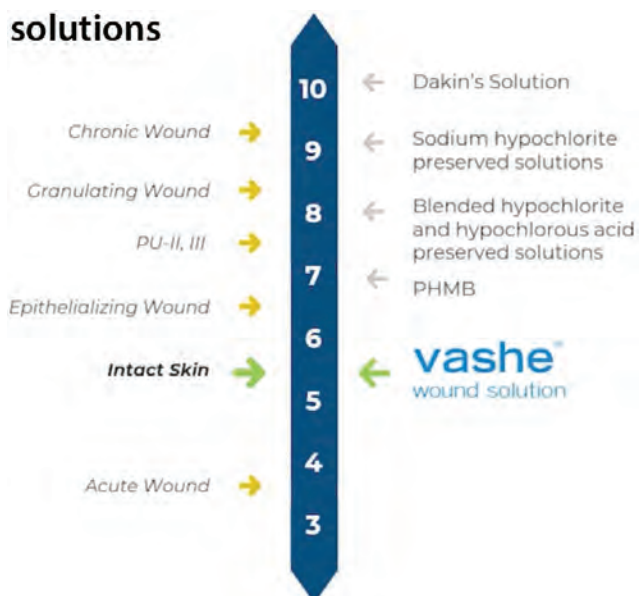 solutions
10
Dakin's Solution
Chronic Wound
9
Sodium hypochlorite
preserved solutions
Granulating Wound
8
Blended hypochlorite
and hypochlorous acid
preserved solutions
PU-II, III
7
PHMB
Epithelializing Wound
6
Intact Skin
vashe™
wound solution
5
4
Acute Wound
3